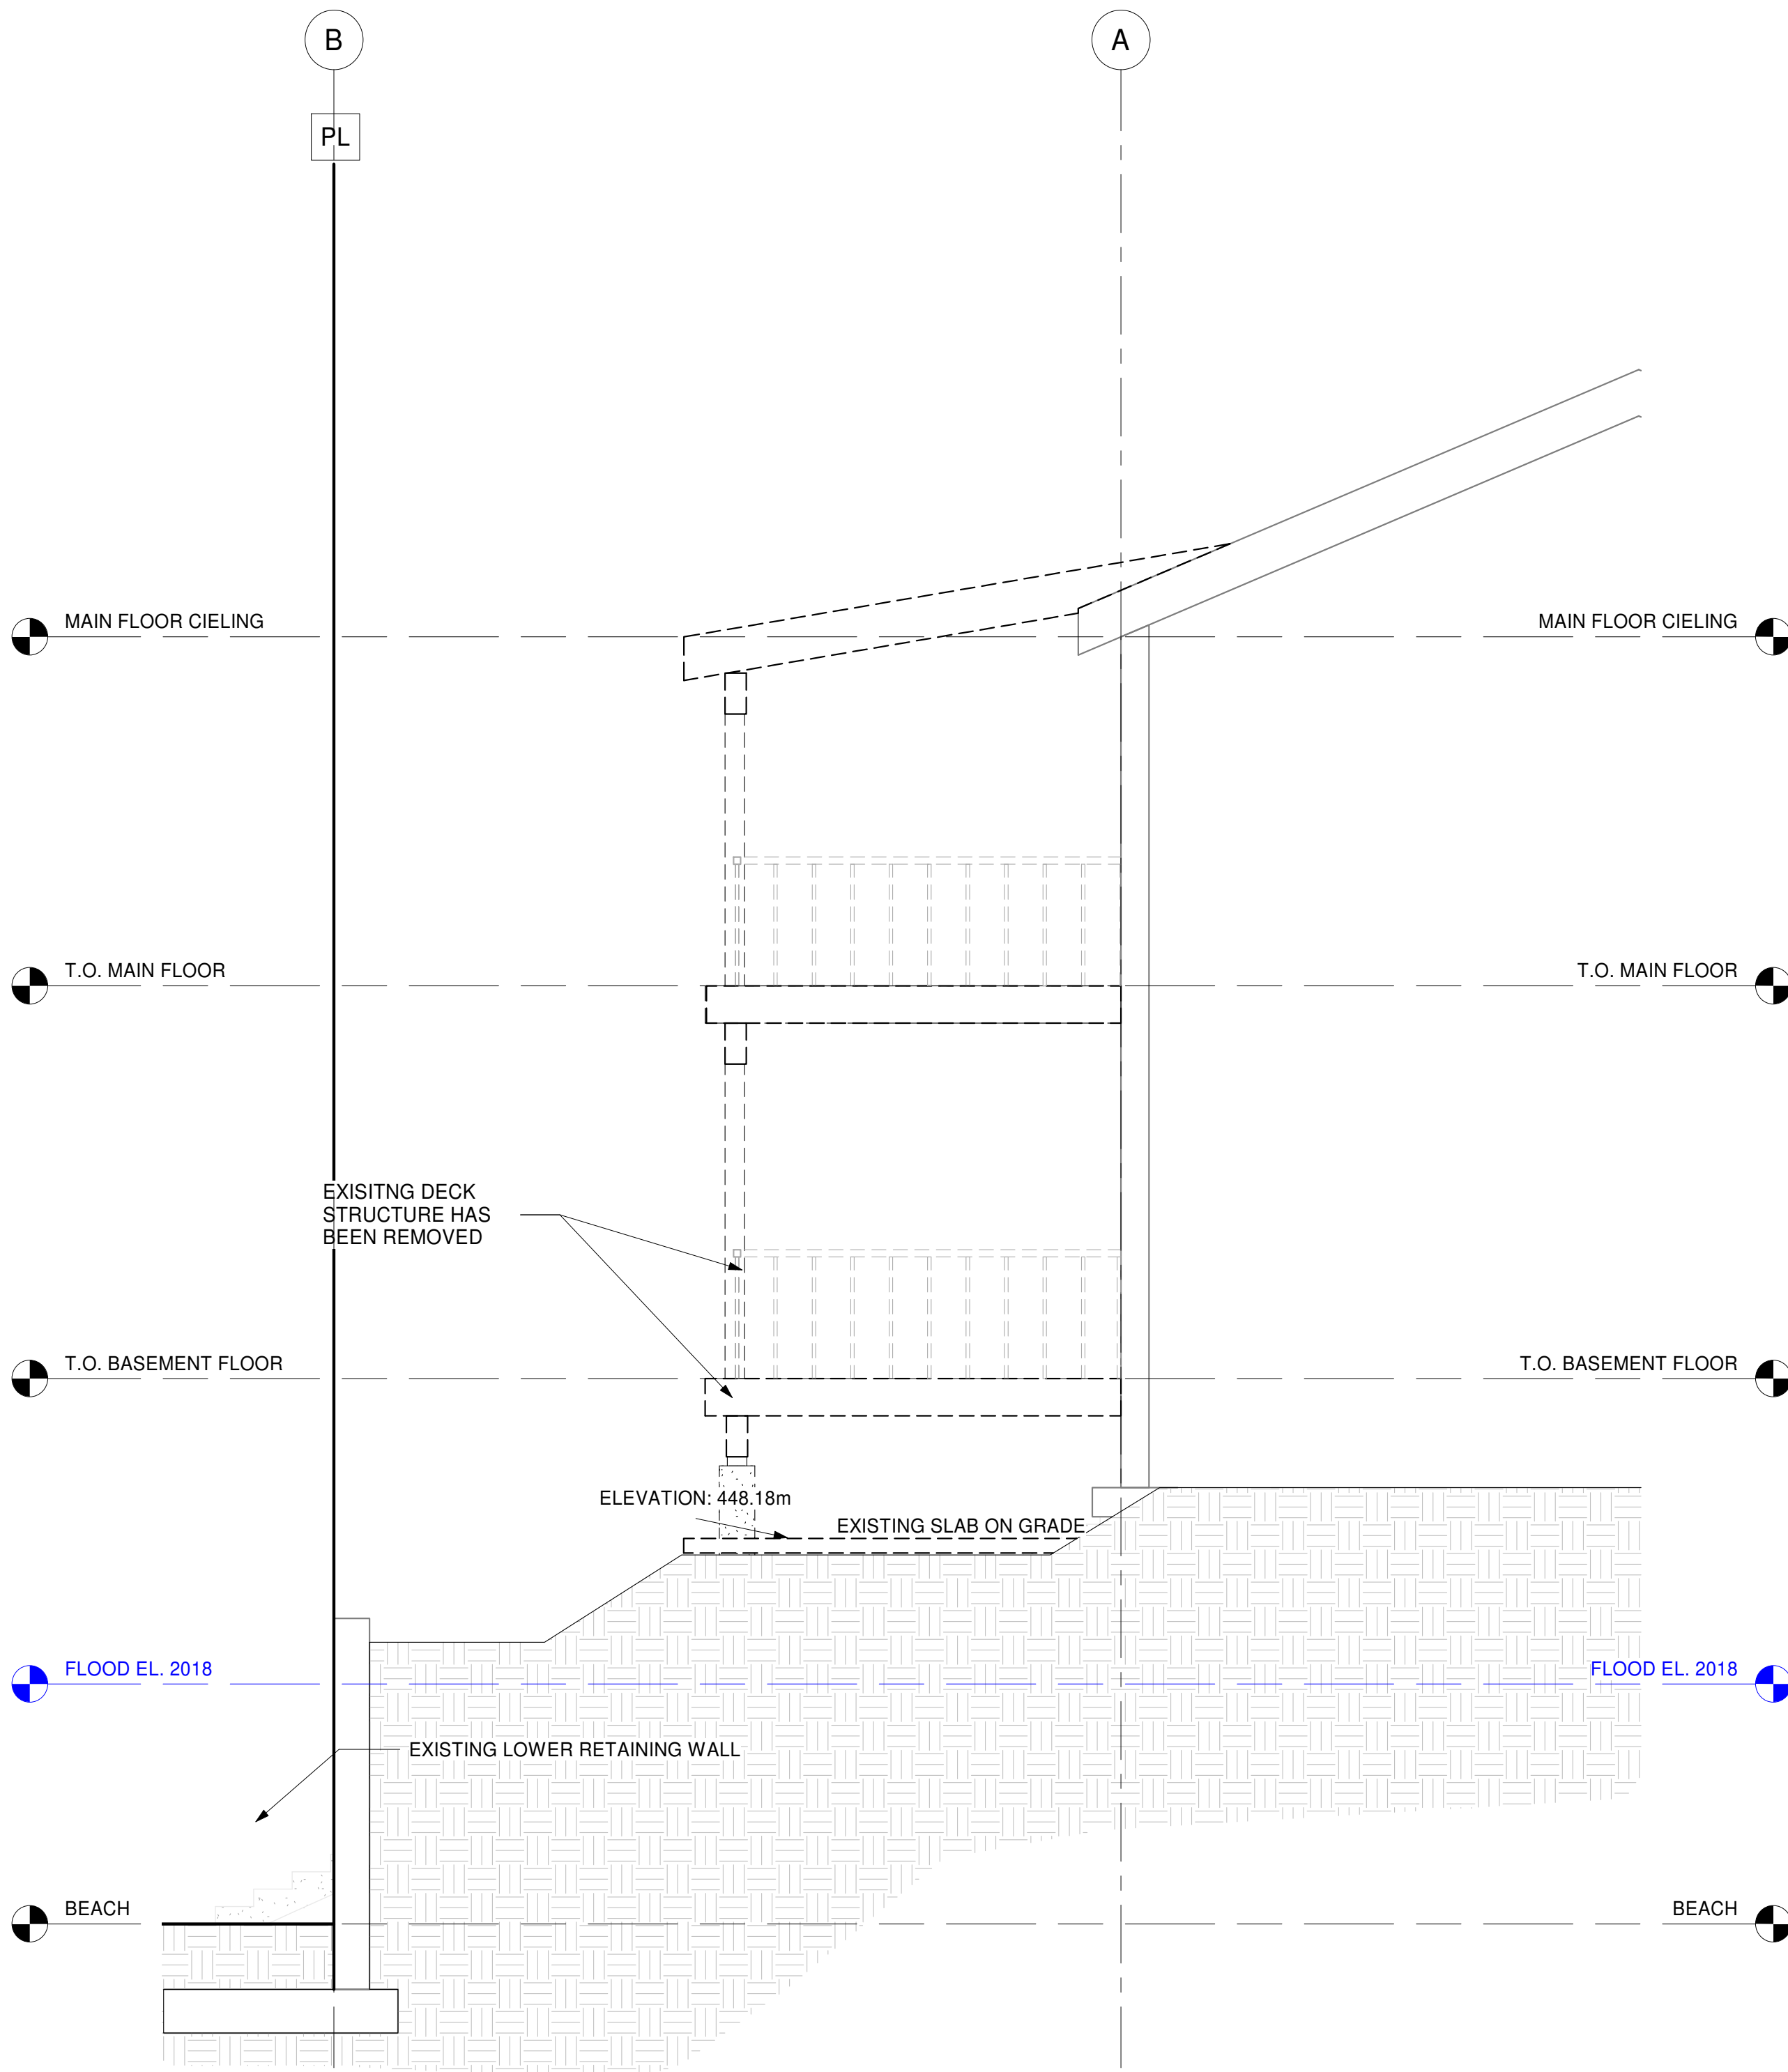 B
A
PL
MAIN FLOOR CIELING
MAIN FLOOR CIELING
T.O. MAIN FLOOR
T.O. MAIN FLOOR
EXISITNG DECK
STRUCTURE HAS
BEEN REMOVED
T.O. BASEMENT FLOOR
T.O. BASEMENT FLOOR
ELEVATION: 448.18m
EXISTING SLAB ON GRADE
FLOOD EL. 2018
FLOOD EL. 2018
EXISTING LOWER RETAINING WALL
BEACH
BEACH